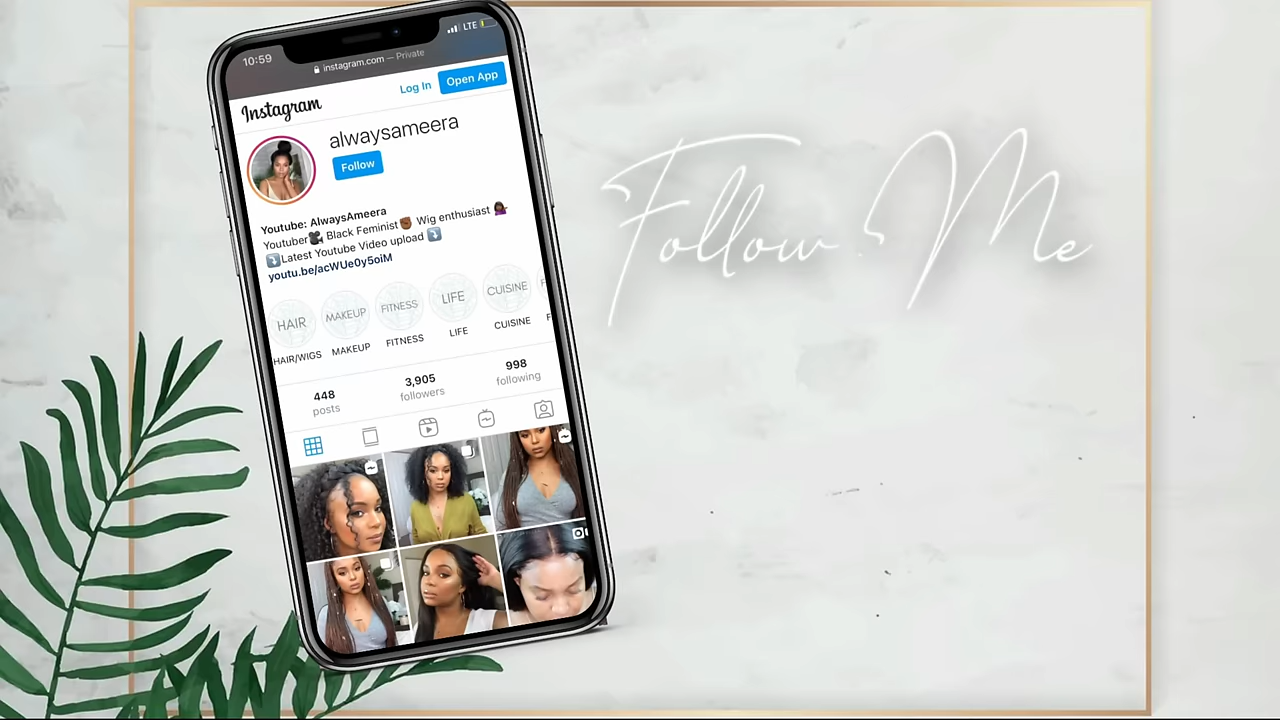 10:59
LTE
instagram.com — Private
Instagram
Log In
Open App
alwaysameera
Follow
Youtube: AlwaysAmeera
Youtuber🎥 Black Feminist✊🏾 Wig enthusiast 💁🏾‍♀️
⤵️Latest Youtube Video upload ⤵️
youtu.be/acWUe0y5oiM
HAIR
MAKEUP
FITNESS
LIFE
CUISINE
F
HAIR/WIGS
MAKEUP
FITNESS
LIFE
CUISINE
F
448
posts
3,905
followers
998
following
Follow Me